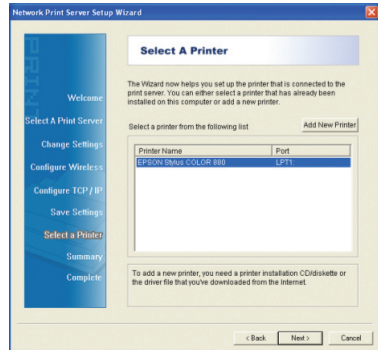 Network Print Server Setup Wizard
PRINT
Select A Printer
The Wizard now helps you set up the printer that is connected to the
print server. You can either select a printer that has already been
installed on this computer or add a new printer.
Select a printer from the following list
Add New Printer
Printer Name Port
EPSON Stylus COLOR 880 LPT1:
To add a new printer, you need a printer installation CD/diskette or
the driver file that you've downloaded from the Internet.
Welcome
Select A Print Server
Change Settings
Configure Wireless
Configure TCP / IP
Save Settings
Select a Printer
Summary
Complete
< Back
Next >
Cancel